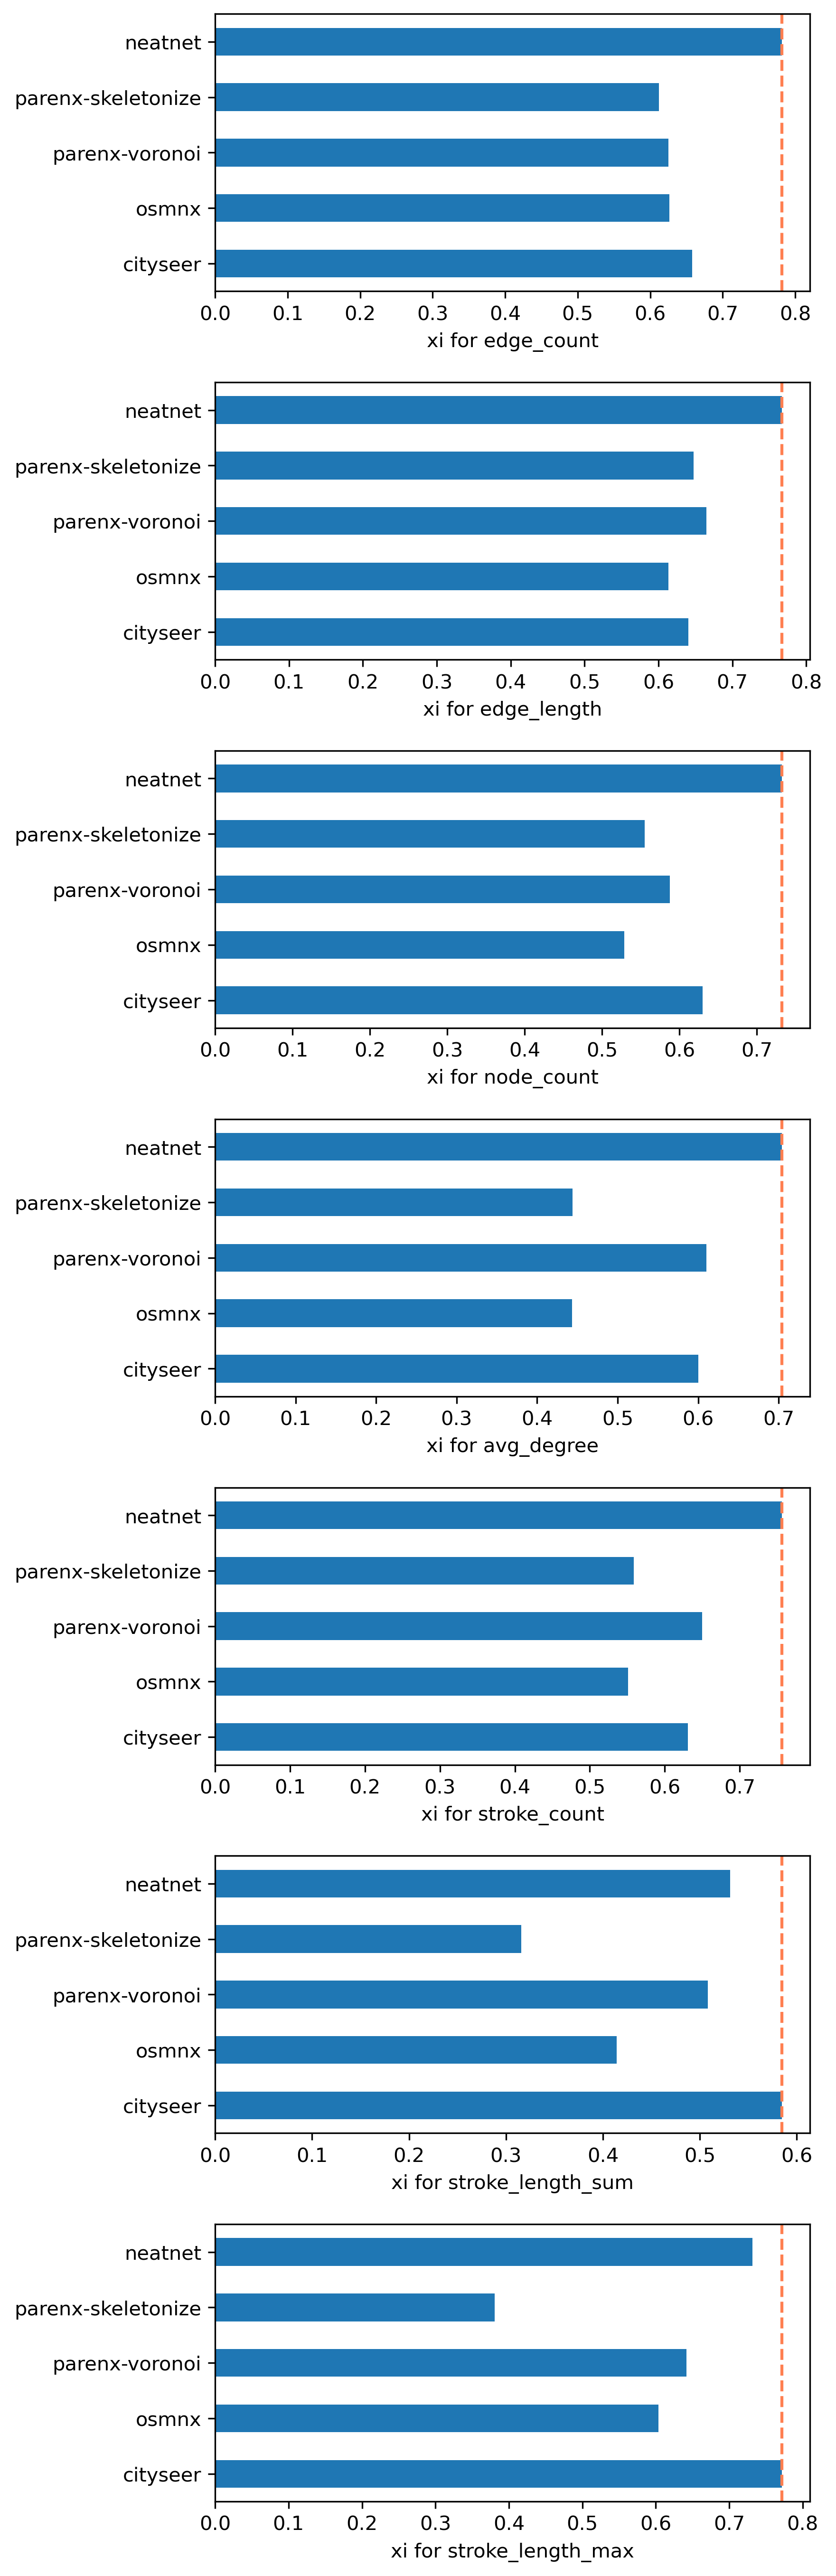 neatnet
parenx-skeletonize
parenx-voronoi
osmnx
cityseer
0.0 0.1 0.2 0.3 0.4 0.5 0.6 0.7 0.8
xi for edge_count
neatnet
parenx-skeletonize
parenx-voronoi
osmnx
cityseer
0.0 0.1 0.2 0.3 0.4 0.5 0.6 0.7 0.8
xi for edge_length
neatnet
parenx-skeletonize
parenx-voronoi
osmnx
cityseer
0.0 0.1 0.2 0.3 0.4 0.5 0.6 0.7
xi for node_count
neatnet
parenx-skeletonize
parenx-voronoi
osmnx
cityseer
0.0 0.1 0.2 0.3 0.4 0.5 0.6 0.7
xi for avg_degree
neatnet
parenx-skeletonize
parenx-voronoi
osmnx
cityseer
0.0 0.1 0.2 0.3 0.4 0.5 0.6 0.7
xi for stroke_count
neatnet
parenx-skeletonize
parenx-voronoi
osmnx
cityseer
0.0 0.1 0.2 0.3 0.4 0.5 0.6
xi for stroke_length_sum
neatnet
parenx-skeletonize
parenx-voronoi
osmnx
cityseer
0.0 0.1 0.2 0.3 0.4 0.5 0.6 0.7 0.8
xi for stroke_length_max